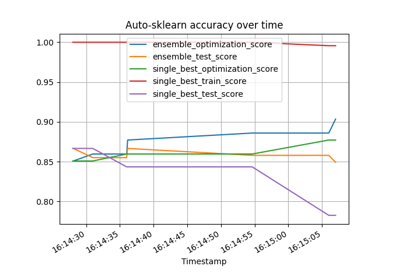 Auto-sklearn accuracy over time
1.00
0.95
0.90
0.85
0.80
ensemble_optimization_score
ensemble_test_score
single_best_optimization_score
single_best_train_score
single_best_test_score
16:14:30
16:14:35
16:14:40
16:14:45
16:14:50
16:14:55
16:15:00
16:15:05
Timestamp